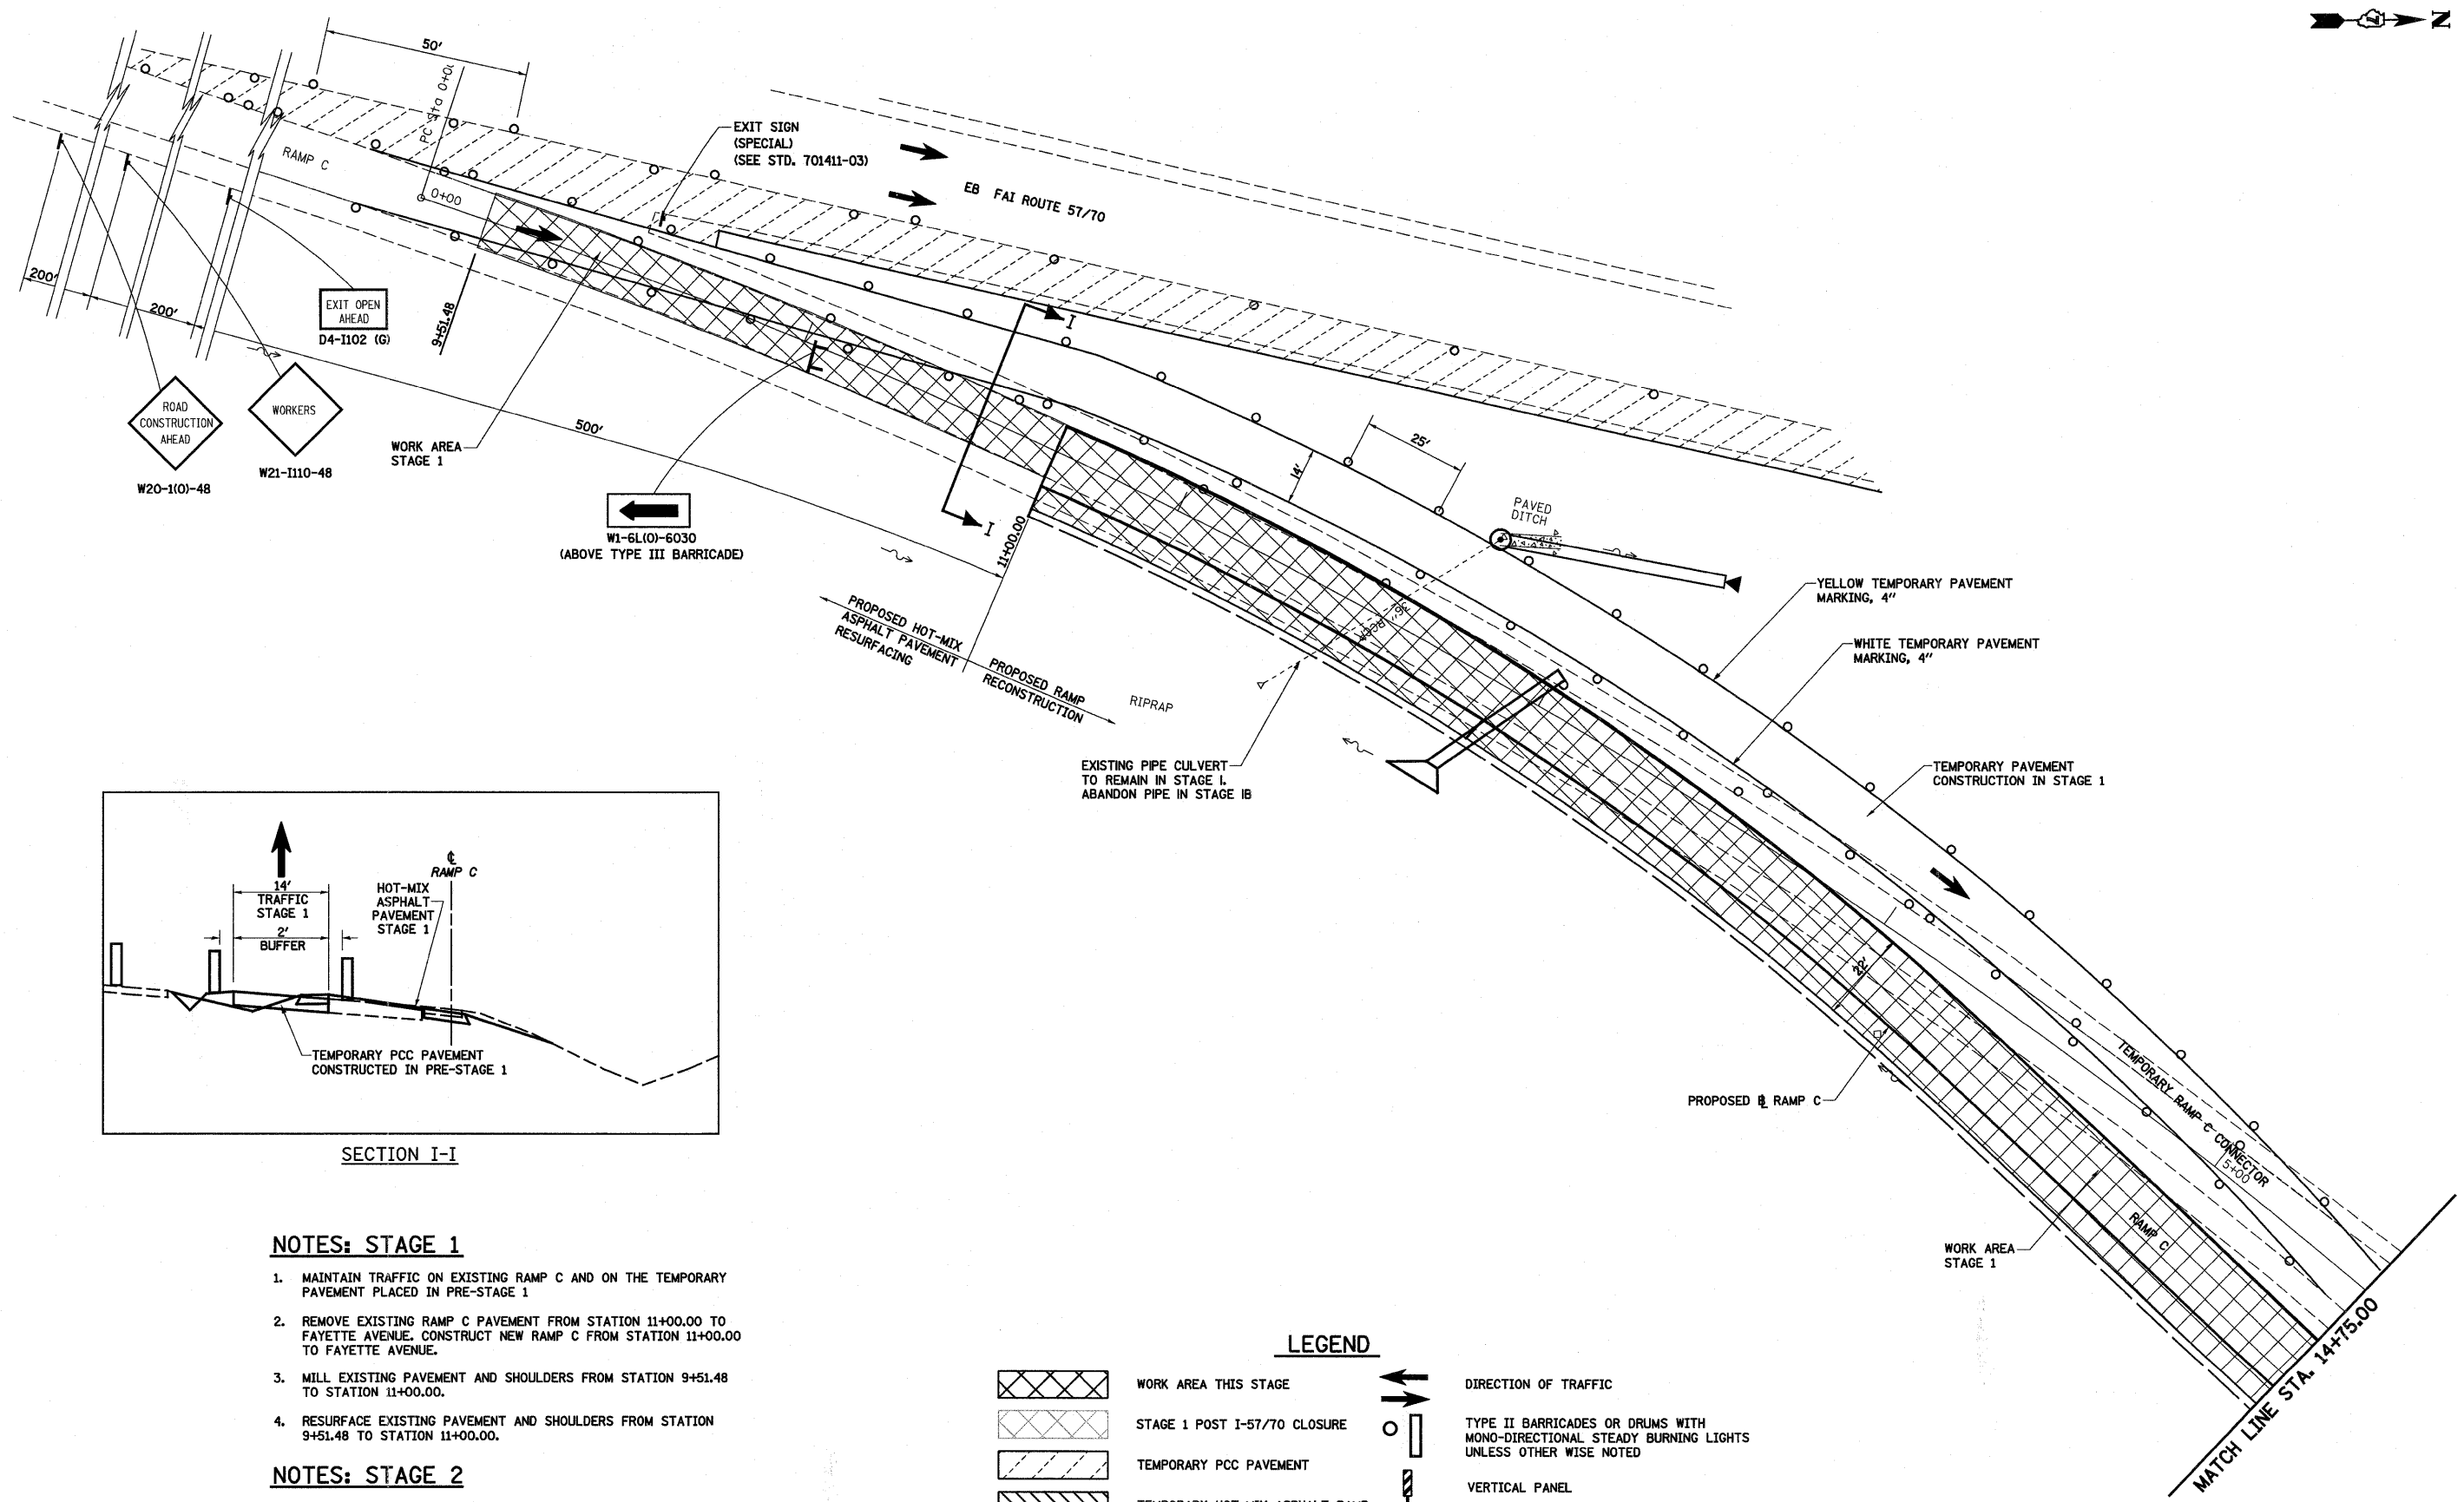 N
50'
PC Sta 0+00
EXIT SIGN
(SPECIAL)
(SEE STD. 701411-03)
EB FAI ROUTE 57/70
RAMP C
0+00
200'
200'
EXIT OPEN
AHEAD
D4-I102 (G)
9+51.48
I
ROAD
CONSTRUCTION
AHEAD
W20-1(O)-48
WORKERS
W21-I110-48
WORK AREA
STAGE 1
500'
W1-6L(O)-6030
(ABOVE TYPE III BARRICADE)
I
11+00.00
25'
14'
PAVED
DITCH
YELLOW TEMPORARY PAVEMENT
MARKING, 4"
WHITE TEMPORARY PAVEMENT
MARKING, 4"
PROPOSED HOT-MIX
ASPHALT PAVEMENT
RESURFACING
PROPOSED RAMP
RECONSTRUCTION
RIPRAP
EXISTING PIPE CULVERT
TO REMAIN IN STAGE I.
ABANDON PIPE IN STAGE IB
TEMPORARY PAVEMENT
CONSTRUCTION IN STAGE 1
22'
PROPOSED ℄ RAMP C
TEMPORARY RAMP C CONNECTOR
5+00
RAMP C
WORK AREA
STAGE 1
MATCH LINE STA. 14+75.00
℄
RAMP C
14'
TRAFFIC
STAGE 1
2'
BUFFER
HOT-MIX
ASPHALT
PAVEMENT
STAGE 1
TEMPORARY PCC PAVEMENT
CONSTRUCTED IN PRE-STAGE 1
SECTION I-I
NOTES: STAGE 1
1. MAINTAIN TRAFFIC ON EXISTING RAMP C AND ON THE TEMPORARY
PAVEMENT PLACED IN PRE-STAGE 1
2. REMOVE EXISTING RAMP C PAVEMENT FROM STATION 11+00.00 TO
FAYETTE AVENUE. CONSTRUCT NEW RAMP C FROM STATION 11+00.00
TO FAYETTE AVENUE.
3. MILL EXISTING PAVEMENT AND SHOULDERS FROM STATION 9+51.48
TO STATION 11+00.00.
4. RESURFACE EXISTING PAVEMENT AND SHOULDERS FROM STATION
9+51.48 TO STATION 11+00.00.
NOTES: STAGE 2
LEGEND
WORK AREA THIS STAGE
STAGE 1 POST I-57/70 CLOSURE
TEMPORARY PCC PAVEMENT
DIRECTION OF TRAFFIC
TYPE II BARRICADES OR DRUMS WITH
MONO-DIRECTIONAL STEADY BURNING LIGHTS
UNLESS OTHER WISE NOTED
VERTICAL PANEL